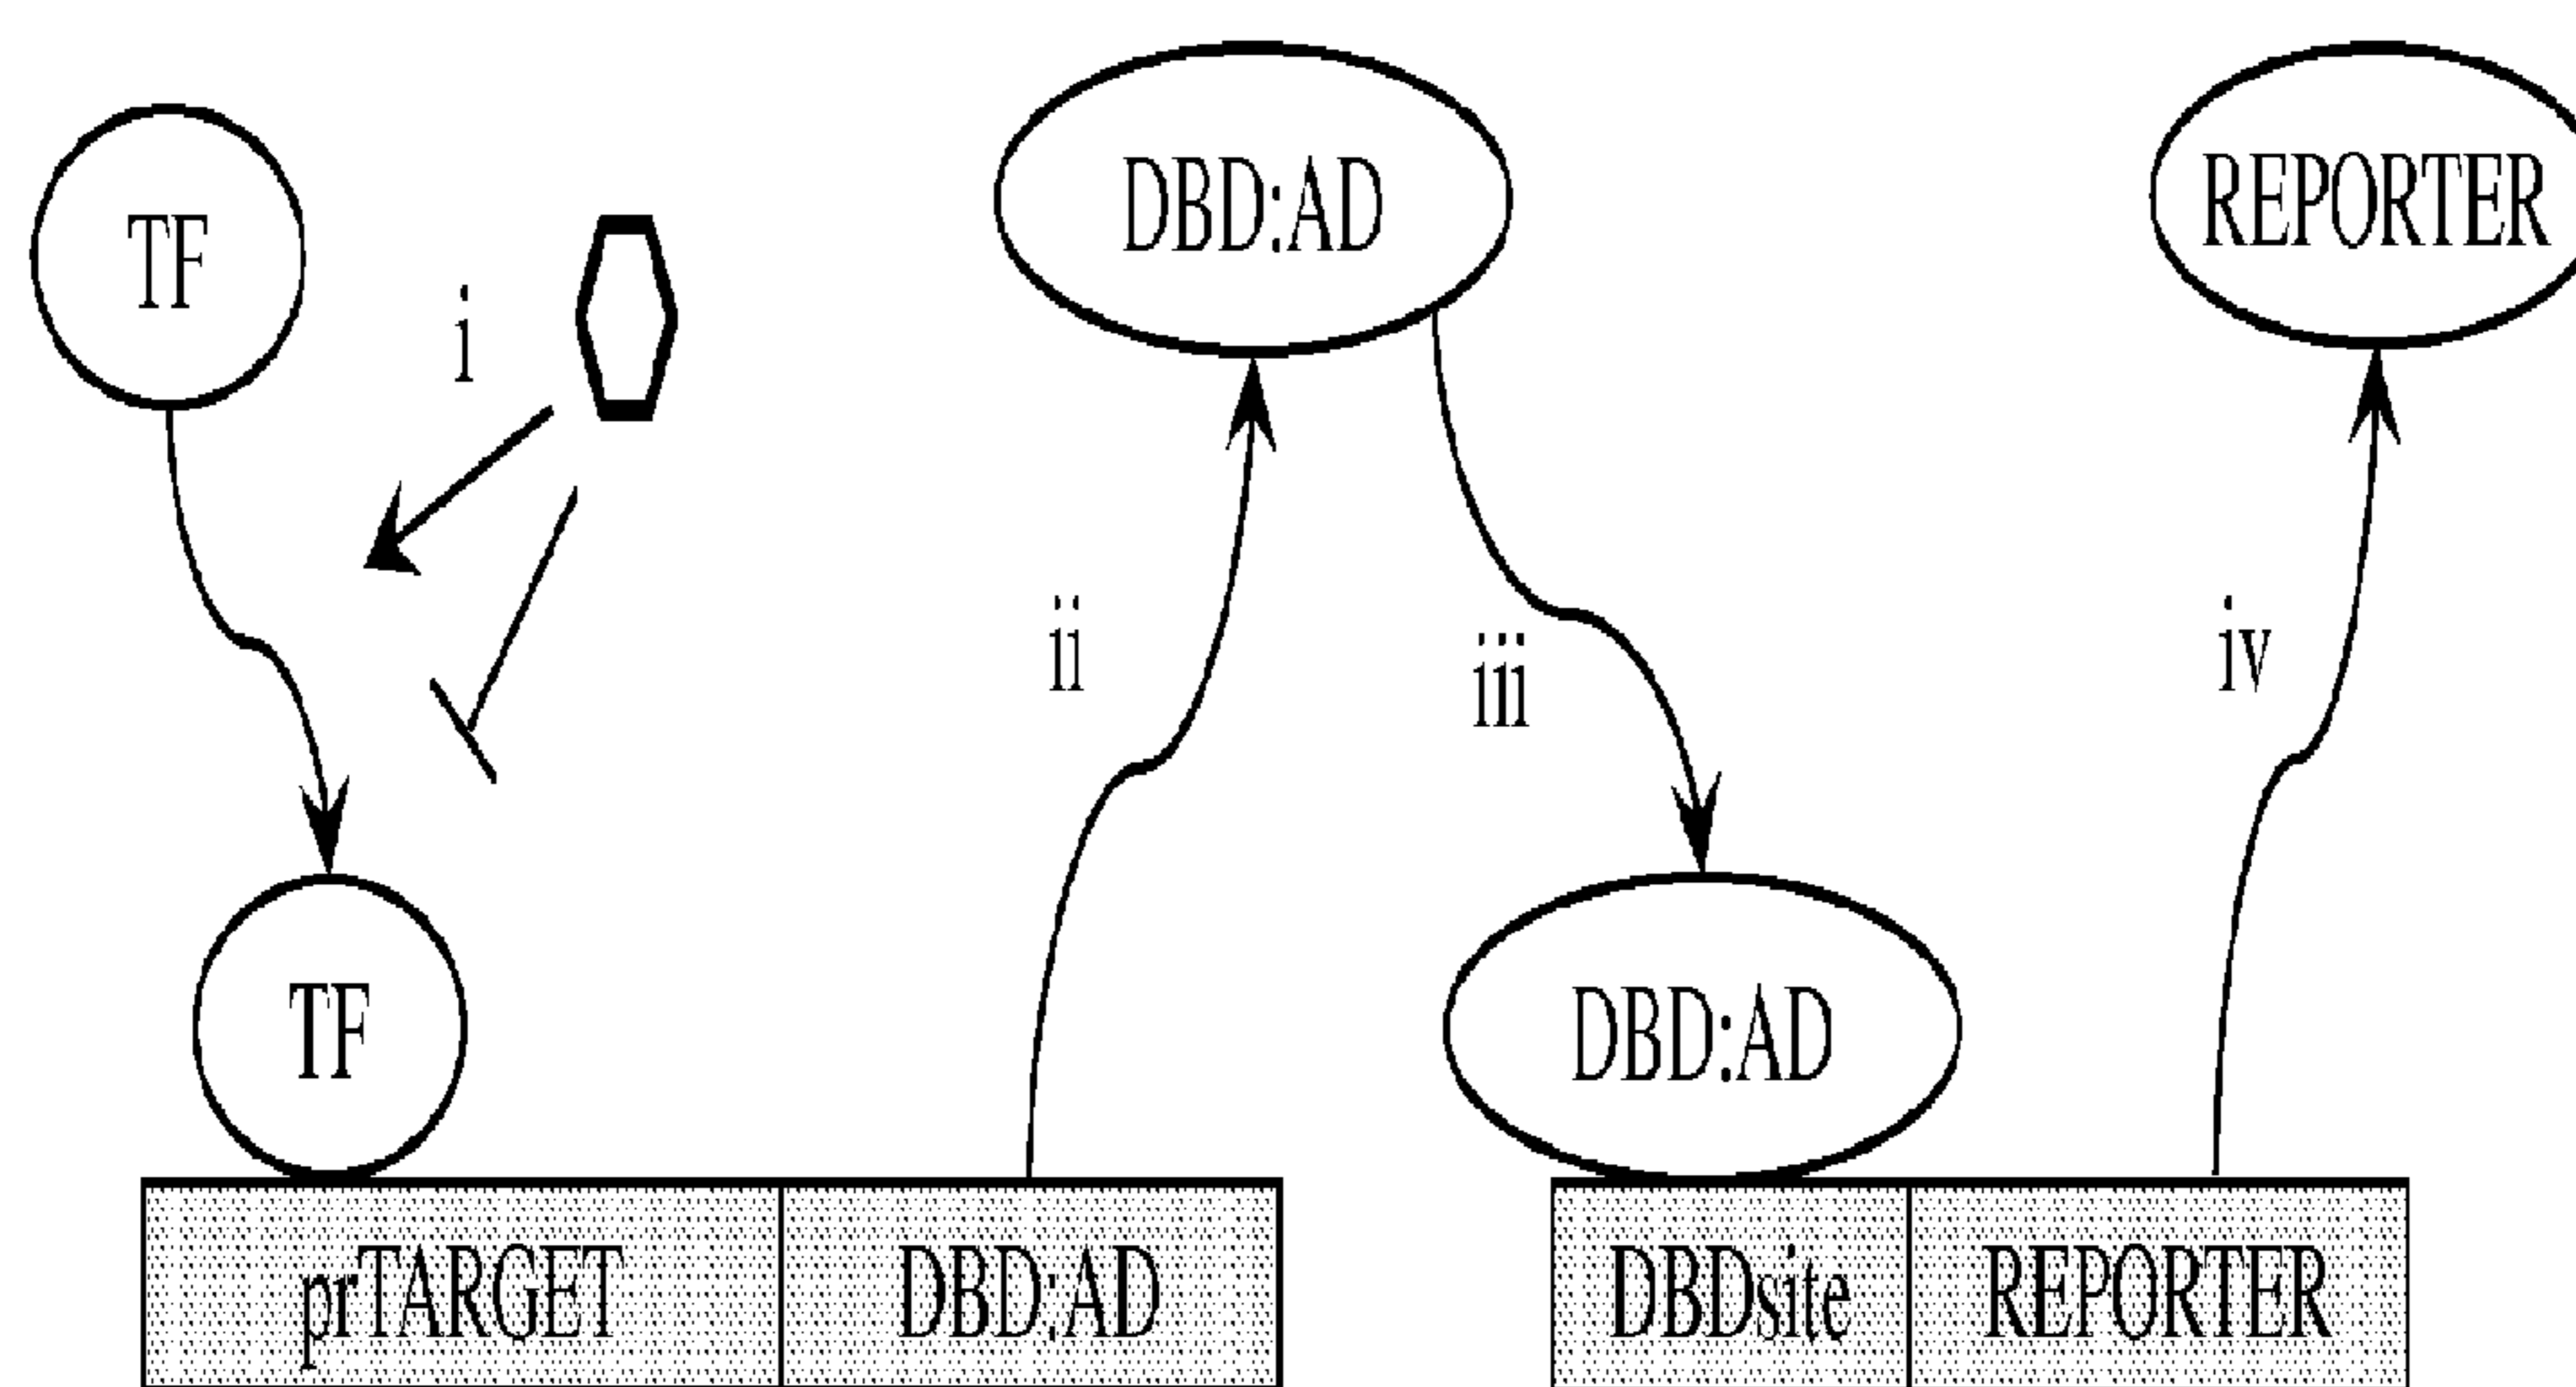 TF
i
DBD:AD
REPORTER
ii
iii
iv
TF
DBD:AD
prTARGET
DBD:AD
DBDsite
REPORTER